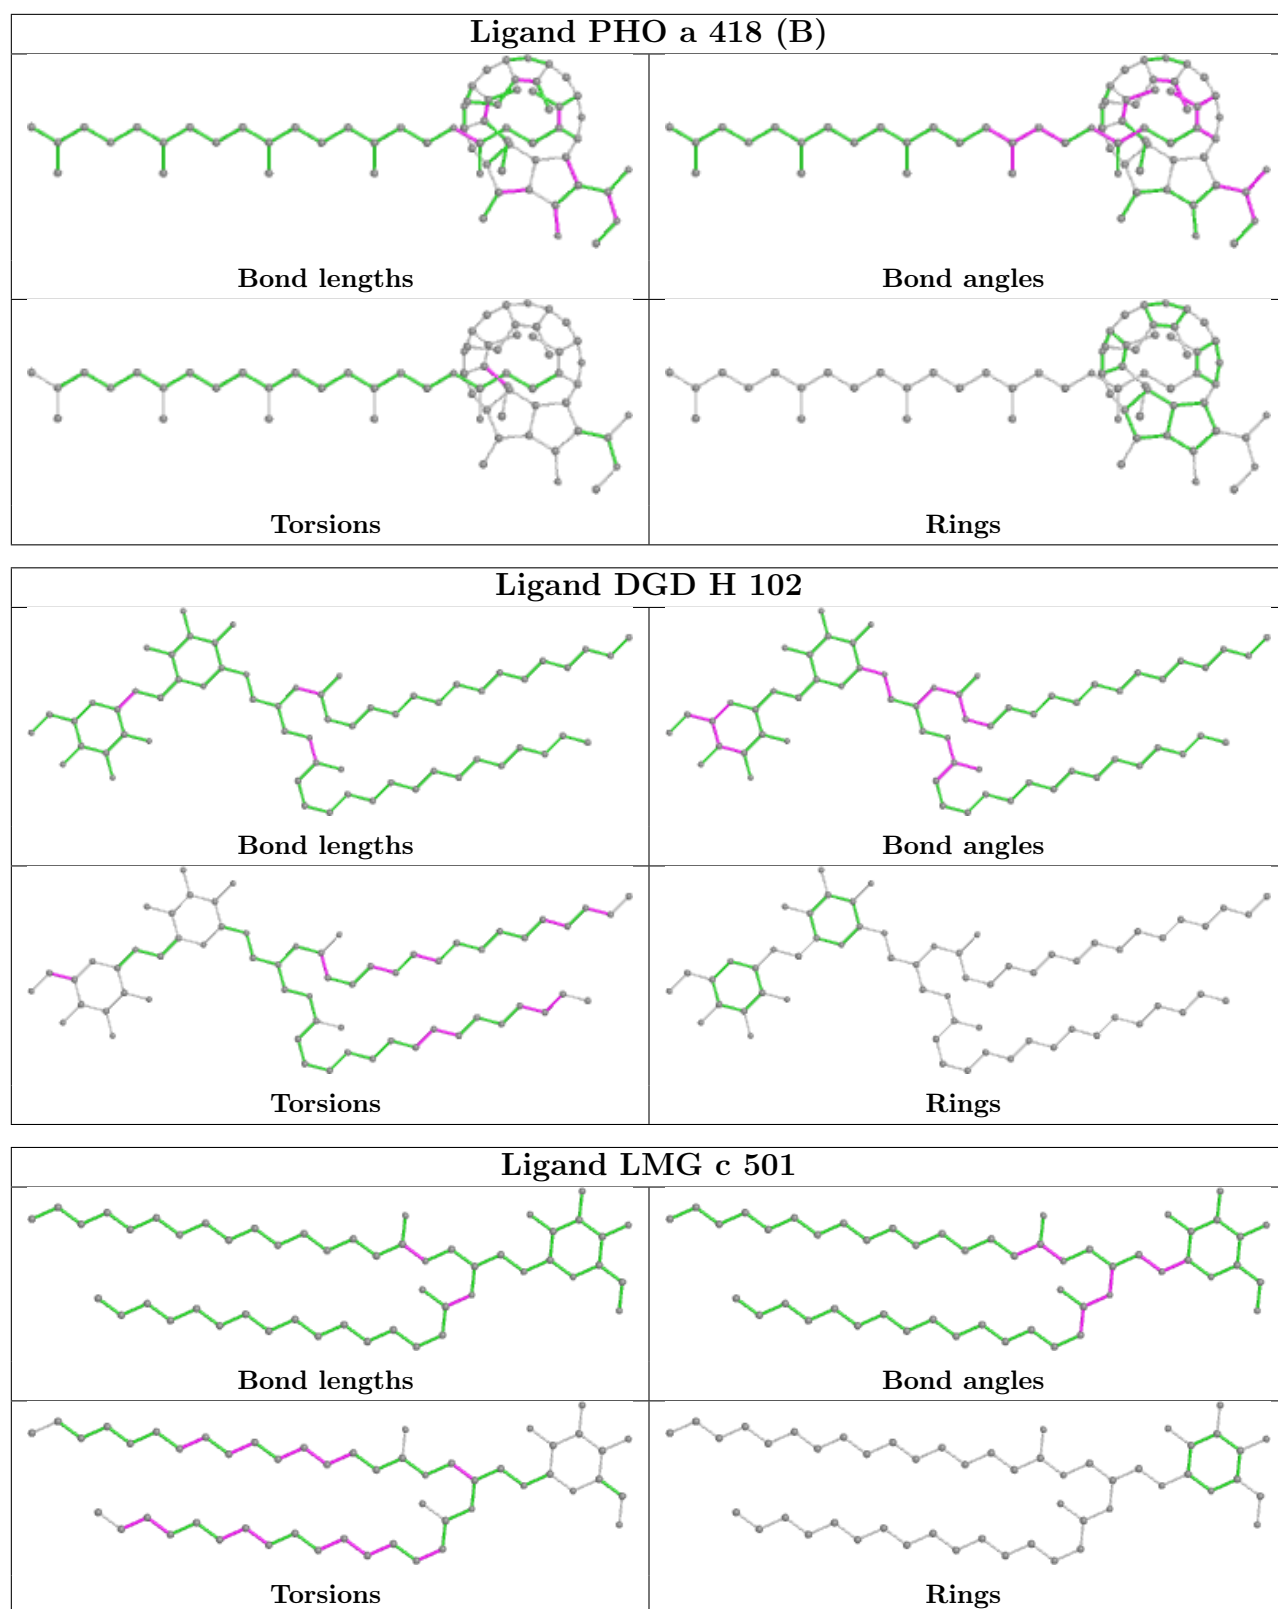 Ligand PHO a 418 (B)
Bond lengths
Bond angles
Torsions
Rings
Ligand DGD H 102
Bond lengths
Bond angles
Torsions
Rings
Ligand LMG c 501
Bond lengths
Bond angles
Torsions
Rings